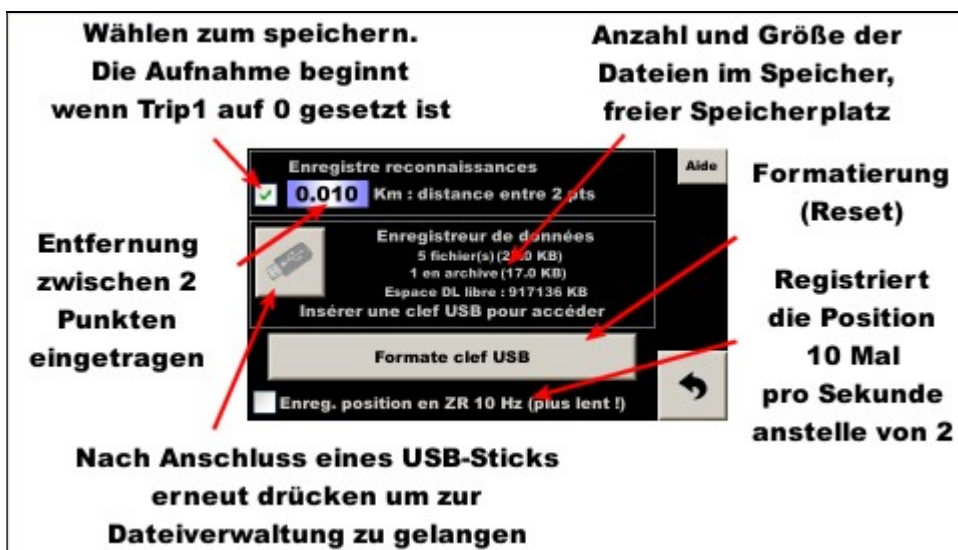 Wählen zum speichern.
Die Aufnahme beginnt
wenn Trip1 auf 0 gesetzt ist
Anzahl und Größe der
Dateien im Speicher,
freier Speicherplatz
Enregistre reconnaissances
0.010 Km : distance entre 2 pts
Aide
Formatierung
(Reset)
Entfernung
zwischen 2
Punkten
eingetragen
Enregistreur de données
5 fichier(s) KB)
1 en archive (17.0 KB)
Espace DL libre : 917136 KB
Insérer une clef USB pour accéder
Registriert
die Position
10 Mal
pro Sekunde
anstelle von 2
Formate clef USB
Enreg. position en ZR 10 Hz (plus lent !)
Nach Anschluss eines USB-Sticks
erneut drücken um zur
Dateiverwaltung zu gelangen